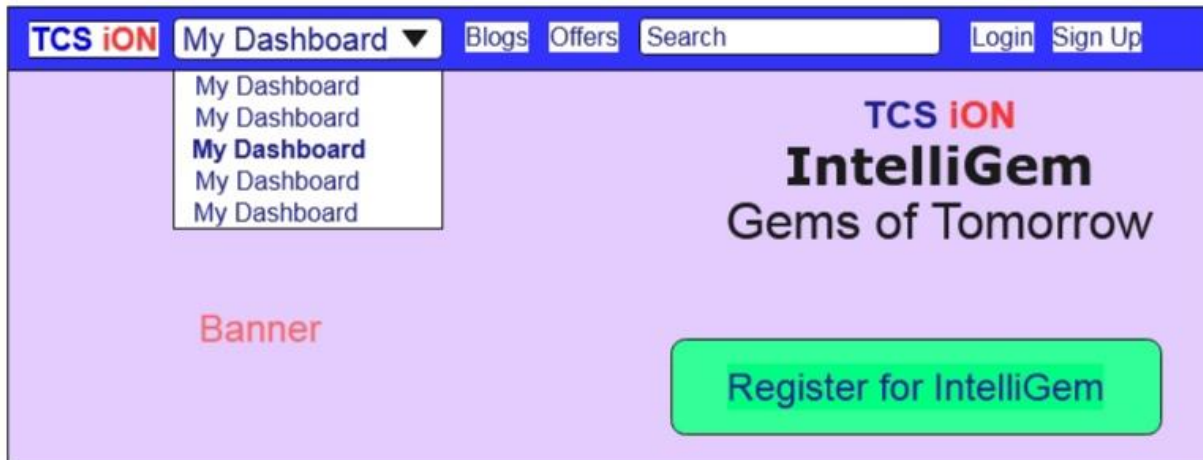 TCS iON My Dashboard ▼ Blogs Offers Search Login Sign Up
My Dashboard
My Dashboard
My Dashboard
My Dashboard
My Dashboard
TCS iON
IntelliGem
Gems of Tomorrow
Banner
Register for IntelliGem